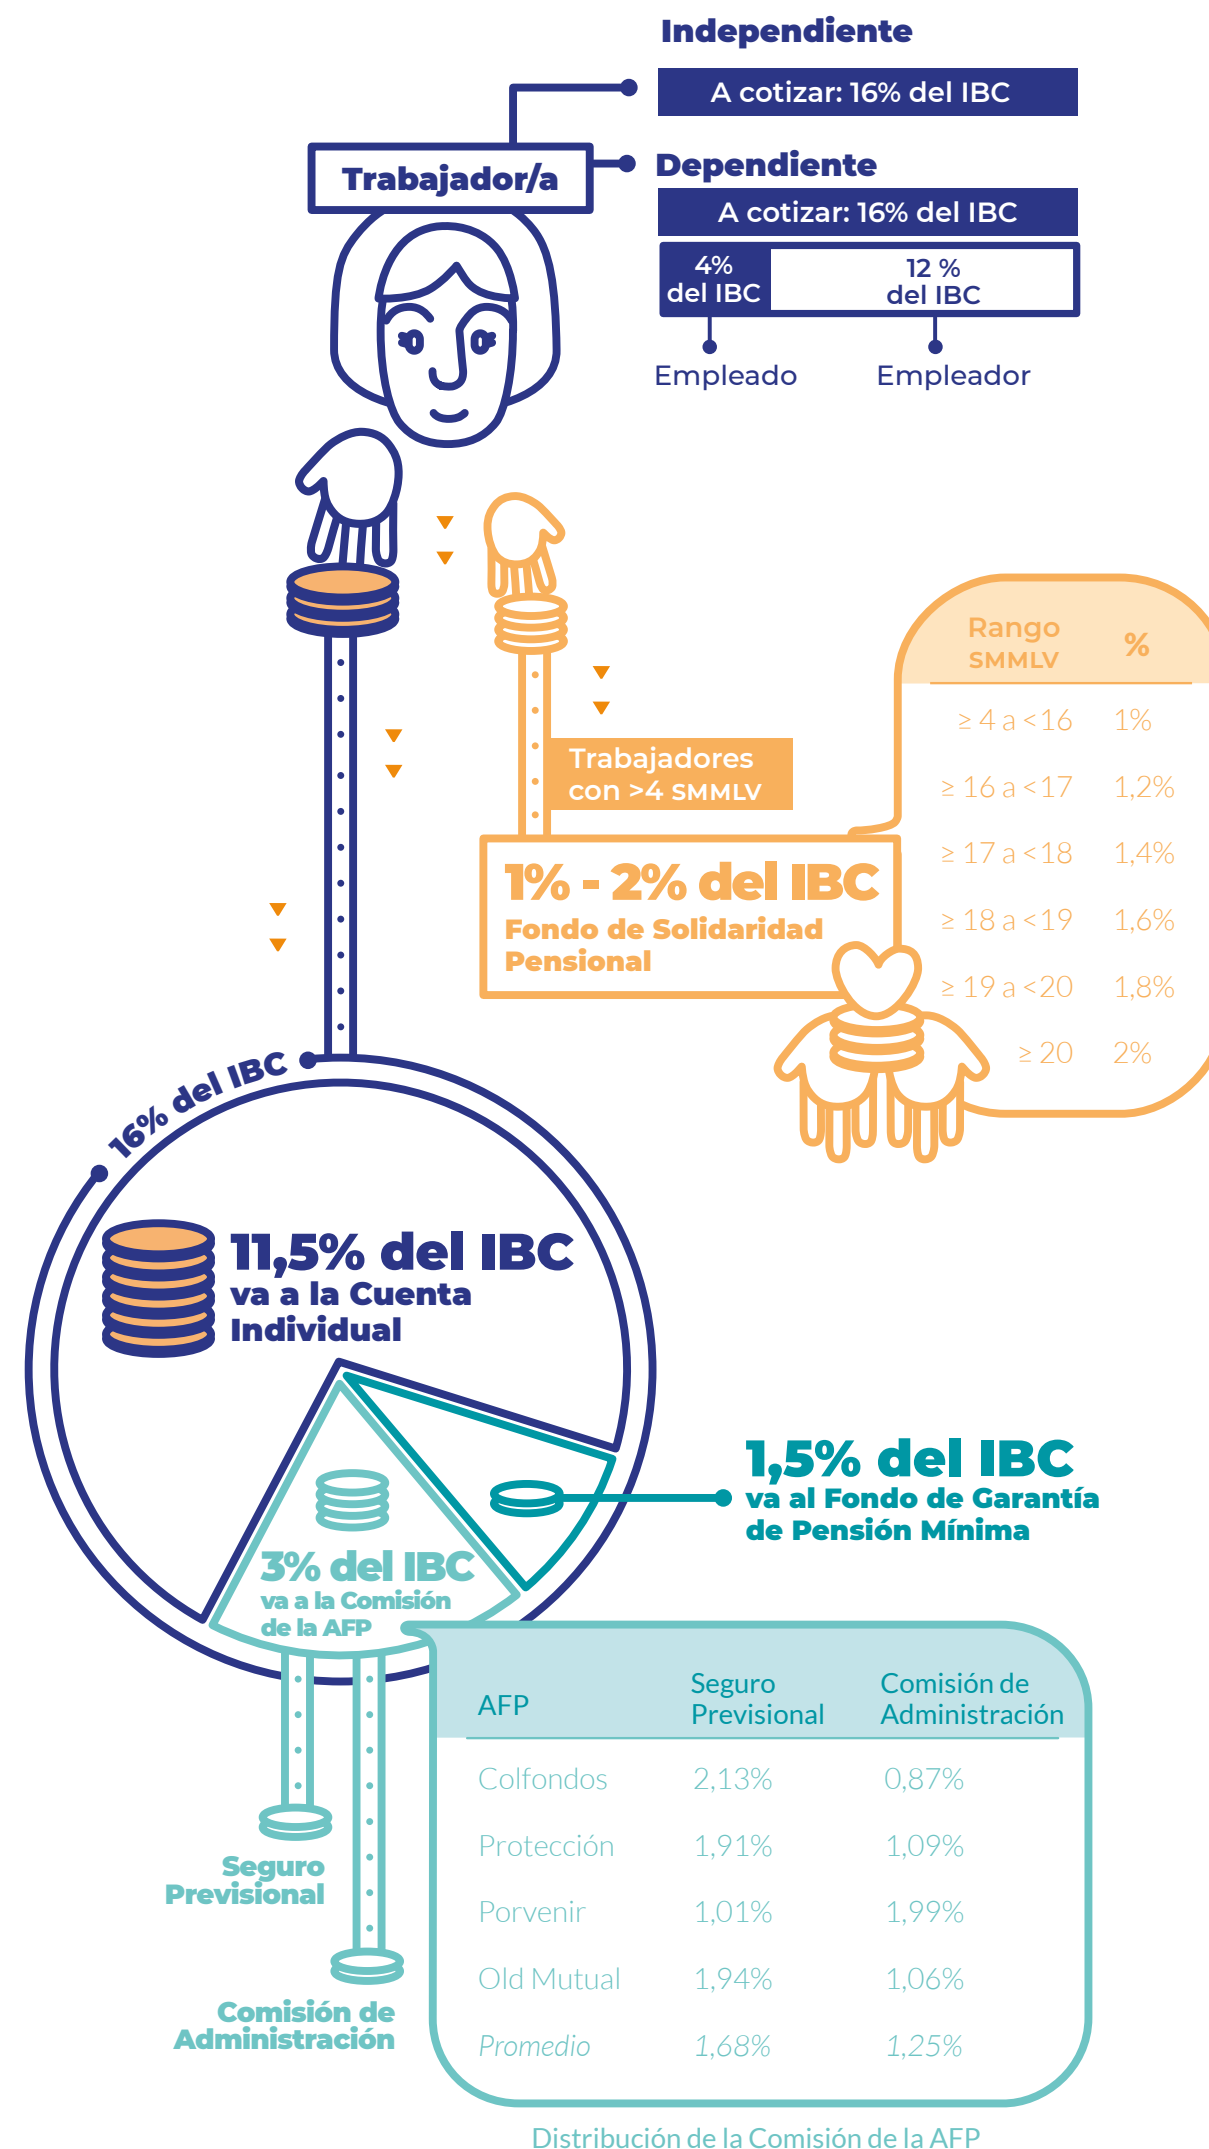 Independiente
A cotizar: 16% del IBC
Trabajador/a
Dependiente
A cotizar: 16% del IBC
4%
del IBC
12 %
del IBC
Empleado
Empleador
Rango
SMMLV
%
≥ 4 a <16 1%
≥ 16 a <17 1,2%
≥ 17 a <18 1,4%
≥ 18 a <19 1,6%
≥ 19 a <20 1,8%
≥ 20 2%
Trabajadores
con >4 SMMLV
1% - 2% del IBC
Fondo de Solidaridad
Pensional
16% del IBC
11,5% del IBC
va a la Cuenta
Individual
1,5% del IBC
va al Fondo de Garantía
de Pensión Mínima
3% del IBC
va a la Comisión
de la AFP
Seguro
Previsional
Comisión de
Administración
AFP
Seguro
Previsional
Comisión de
Administración
Colfondos 2,13% 0,87%
Protección 1,91% 1,09%
Porvenir 1,01% 1,99%
Old Mutual 1,94% 1,06%
Promedio 1,68% 1,25%
Distribución de la Comisión de la AFP